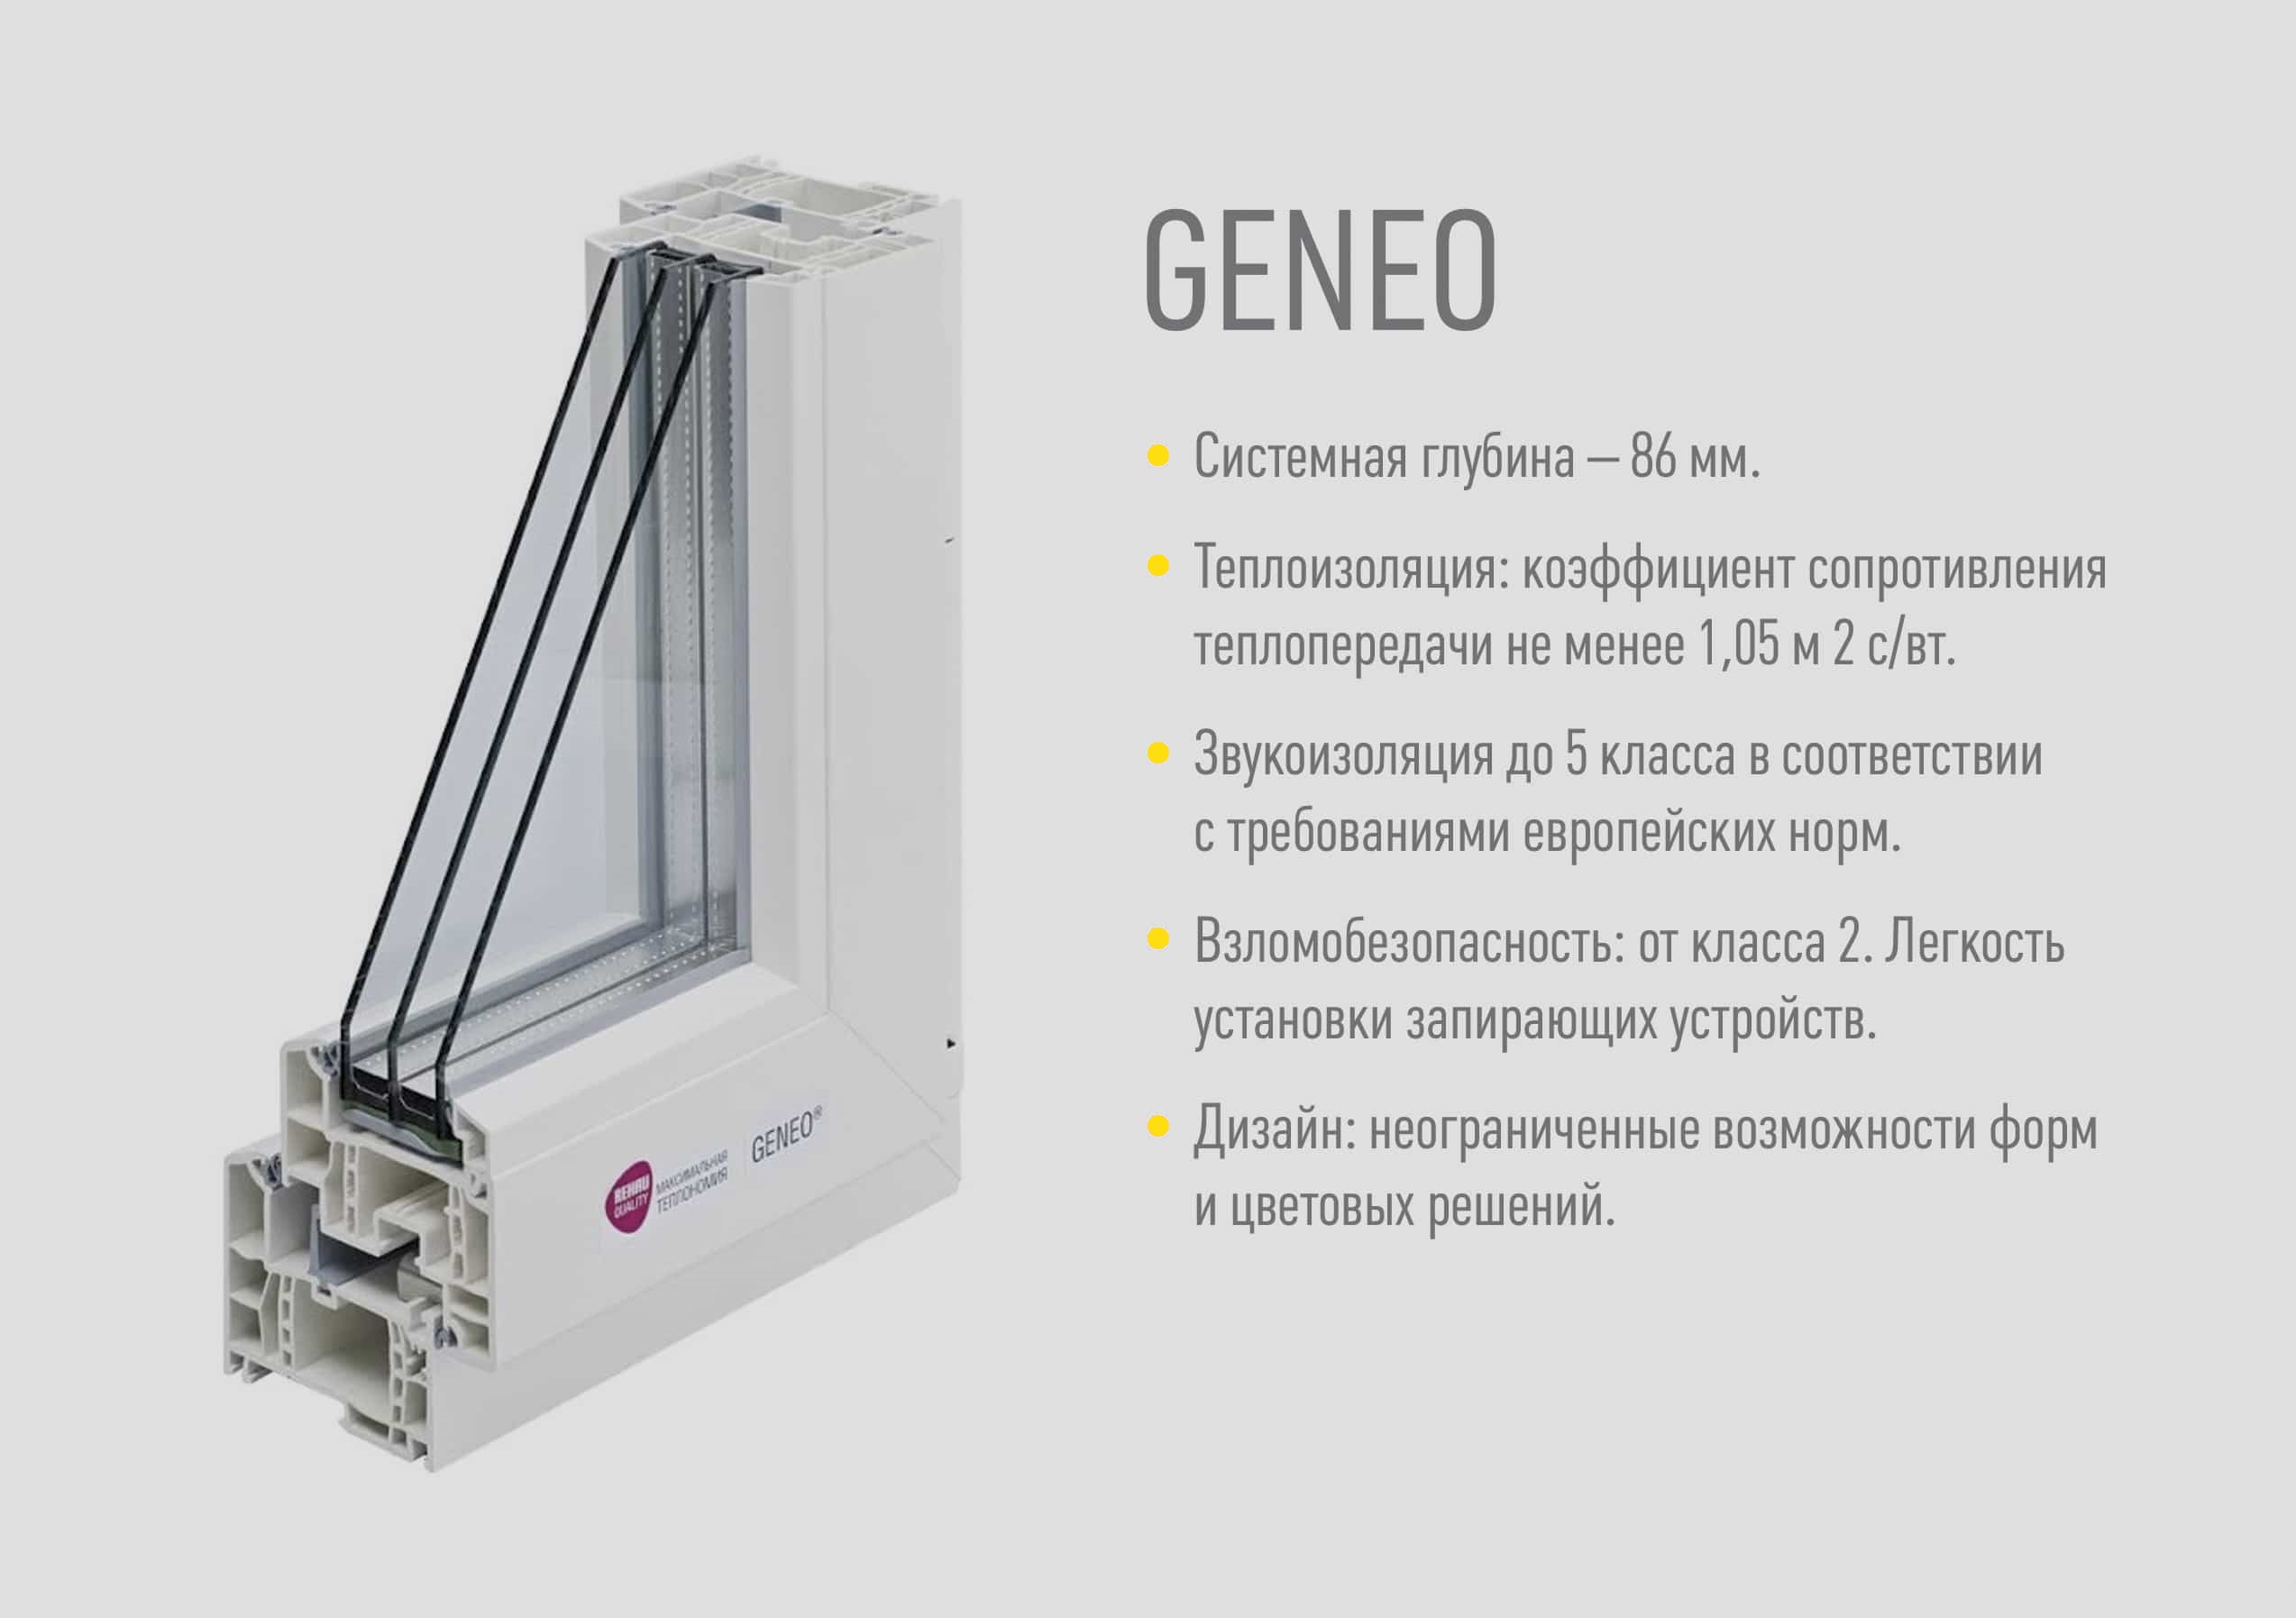 GENEO
Системная глубина – 86 мм.
Теплоизоляция: коэффициент сопротивления
теплопередачи не менее 1,05 м 2 с/вт.
Звукоизоляция до 5 класса в соответствии
с требованиями европейских норм.
Взломобезопасность: от класса 2. Легкость
установки запирающих устройств.
Дизайн: неограниченные возможности форм
и цветовых решений.
REHAU
QUALITY
МАКСИМАЛЬНАЯ
ТЕПЛОНОМИЯ
GENEO®